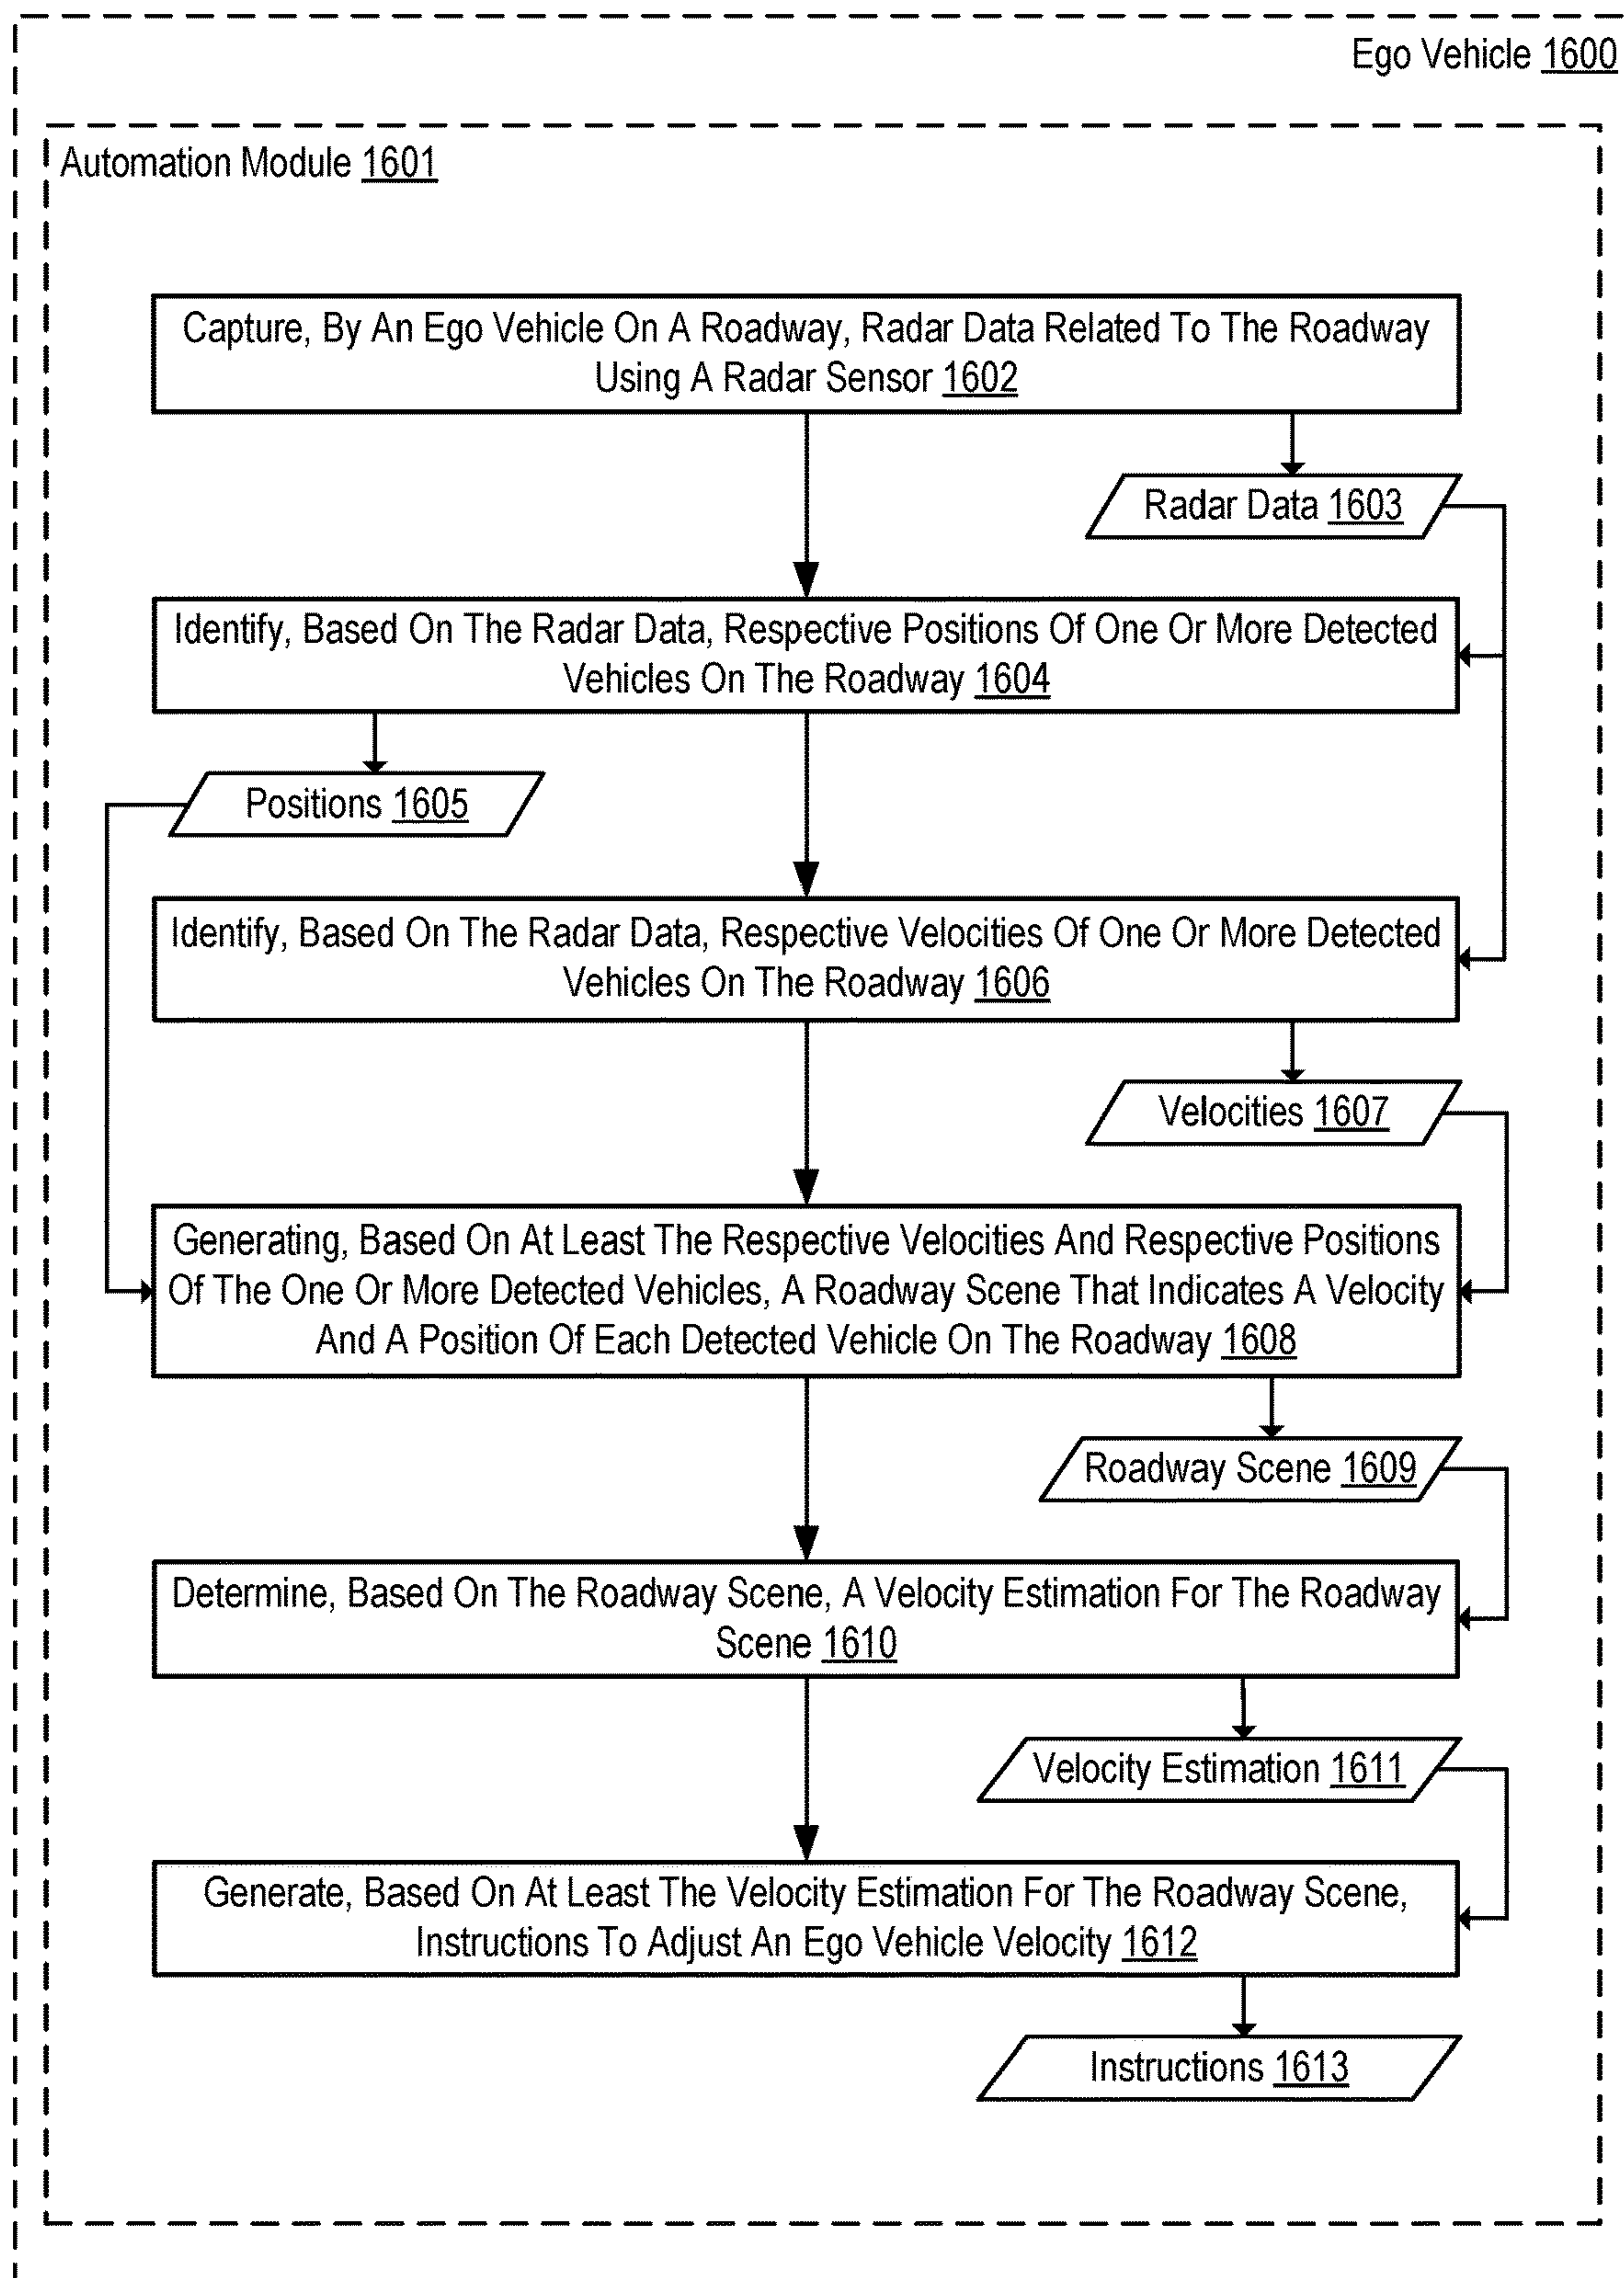 Ego Vehicle 1600
Automation Module 1601
Capture, By An Ego Vehicle On A Roadway, Radar Data Related To The Roadway
Using A Radar Sensor 1602
Radar Data 1603
Identify, Based On The Radar Data, Respective Positions Of One Or More Detected
Vehicles On The Roadway 1604
Positions 1605
Identify, Based On The Radar Data, Respective Velocities Of One Or More Detected
Vehicles On The Roadway 1606
Velocities 1607
Generating, Based On At Least The Respective Velocities And Respective Positions
Of The One Or More Detected Vehicles, A Roadway Scene That Indicates A Velocity
And A Position Of Each Detected Vehicle On The Roadway 1608
Roadway Scene 1609
Determine, Based On The Roadway Scene, A Velocity Estimation For The Roadway
Scene 1610
Velocity Estimation 1611
Generate, Based On At Least The Velocity Estimation For The Roadway Scene,
Instructions To Adjust An Ego Vehicle Velocity 1612
Instructions 1613